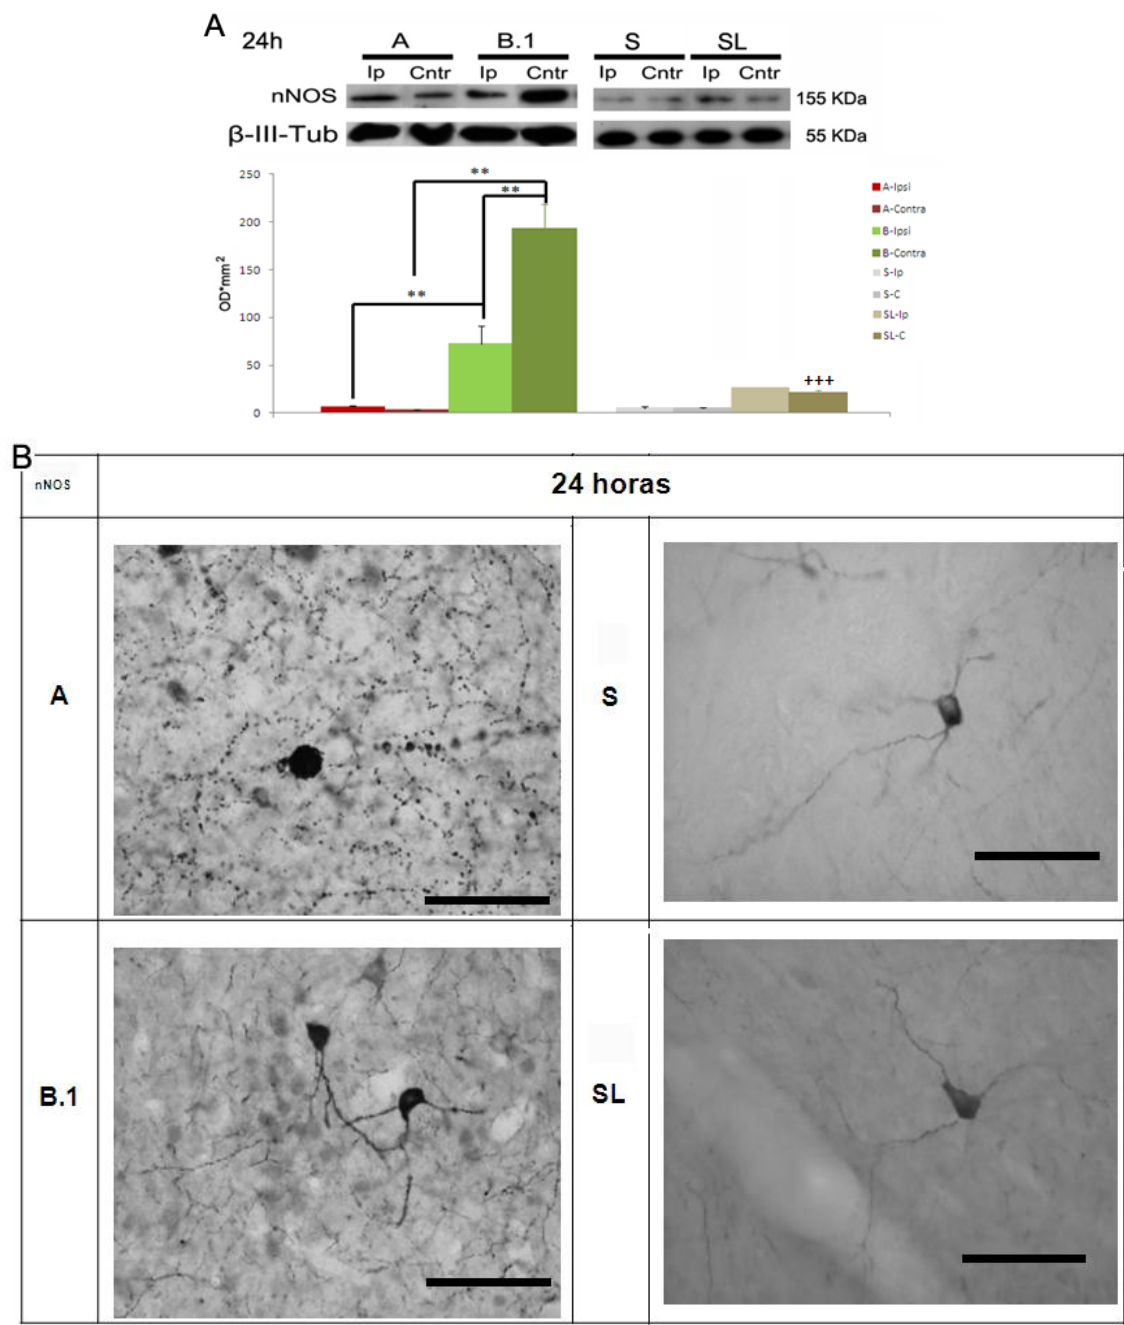 A
24h A B.1 S SL
Ip Cntr Ip Cntr Ip Cntr Ip Cntr
nNOS 155 KDa
β-III-Tub 55 KDa
250
200
150
100
50
0
OD*mm²
**
**
**
+++
A-Ipsi
A-Contra
B-Ipsi
B-Contra
S-Ip
S-C
SL-Ip
SL-C
B
nNOS 24 horas
A S
B.1 SL